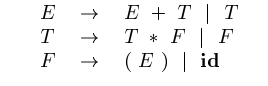 E → E + T | T
T → T * F | F
F → ( E ) | id